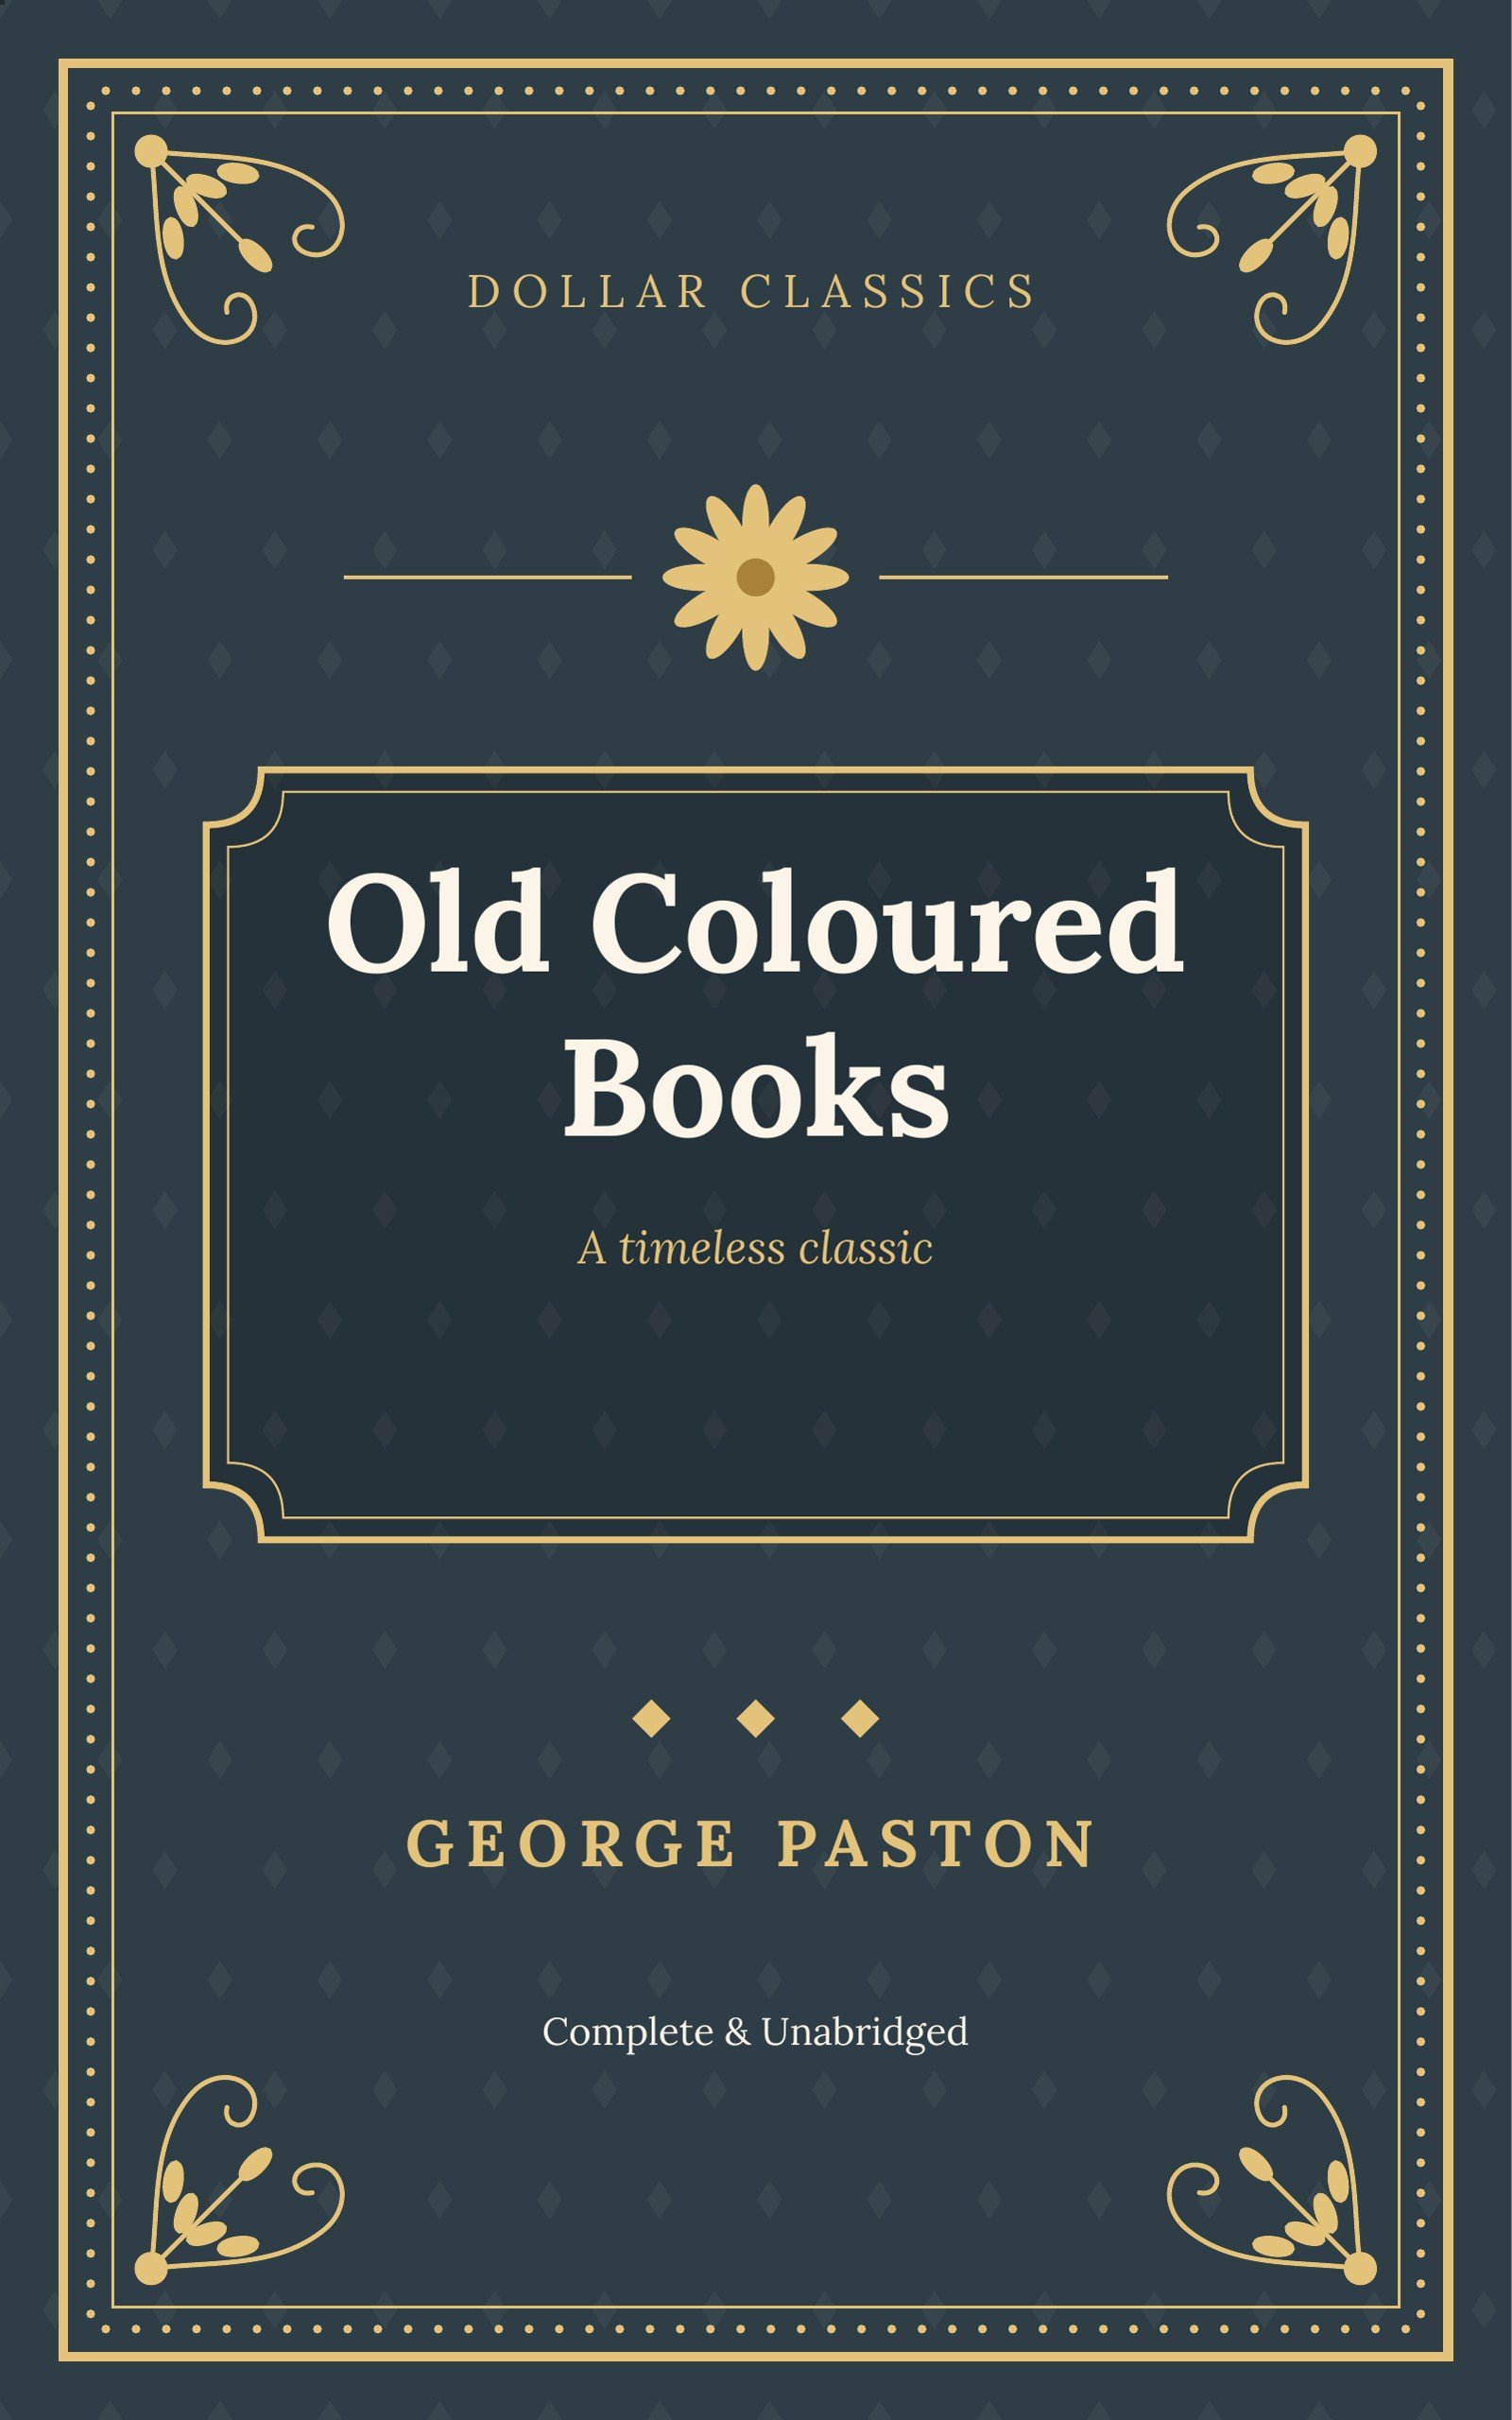 DOLLAR CLASSICS
Old Coloured
Books
A timeless classic
GEORGE PASTON
Complete & Unabridged